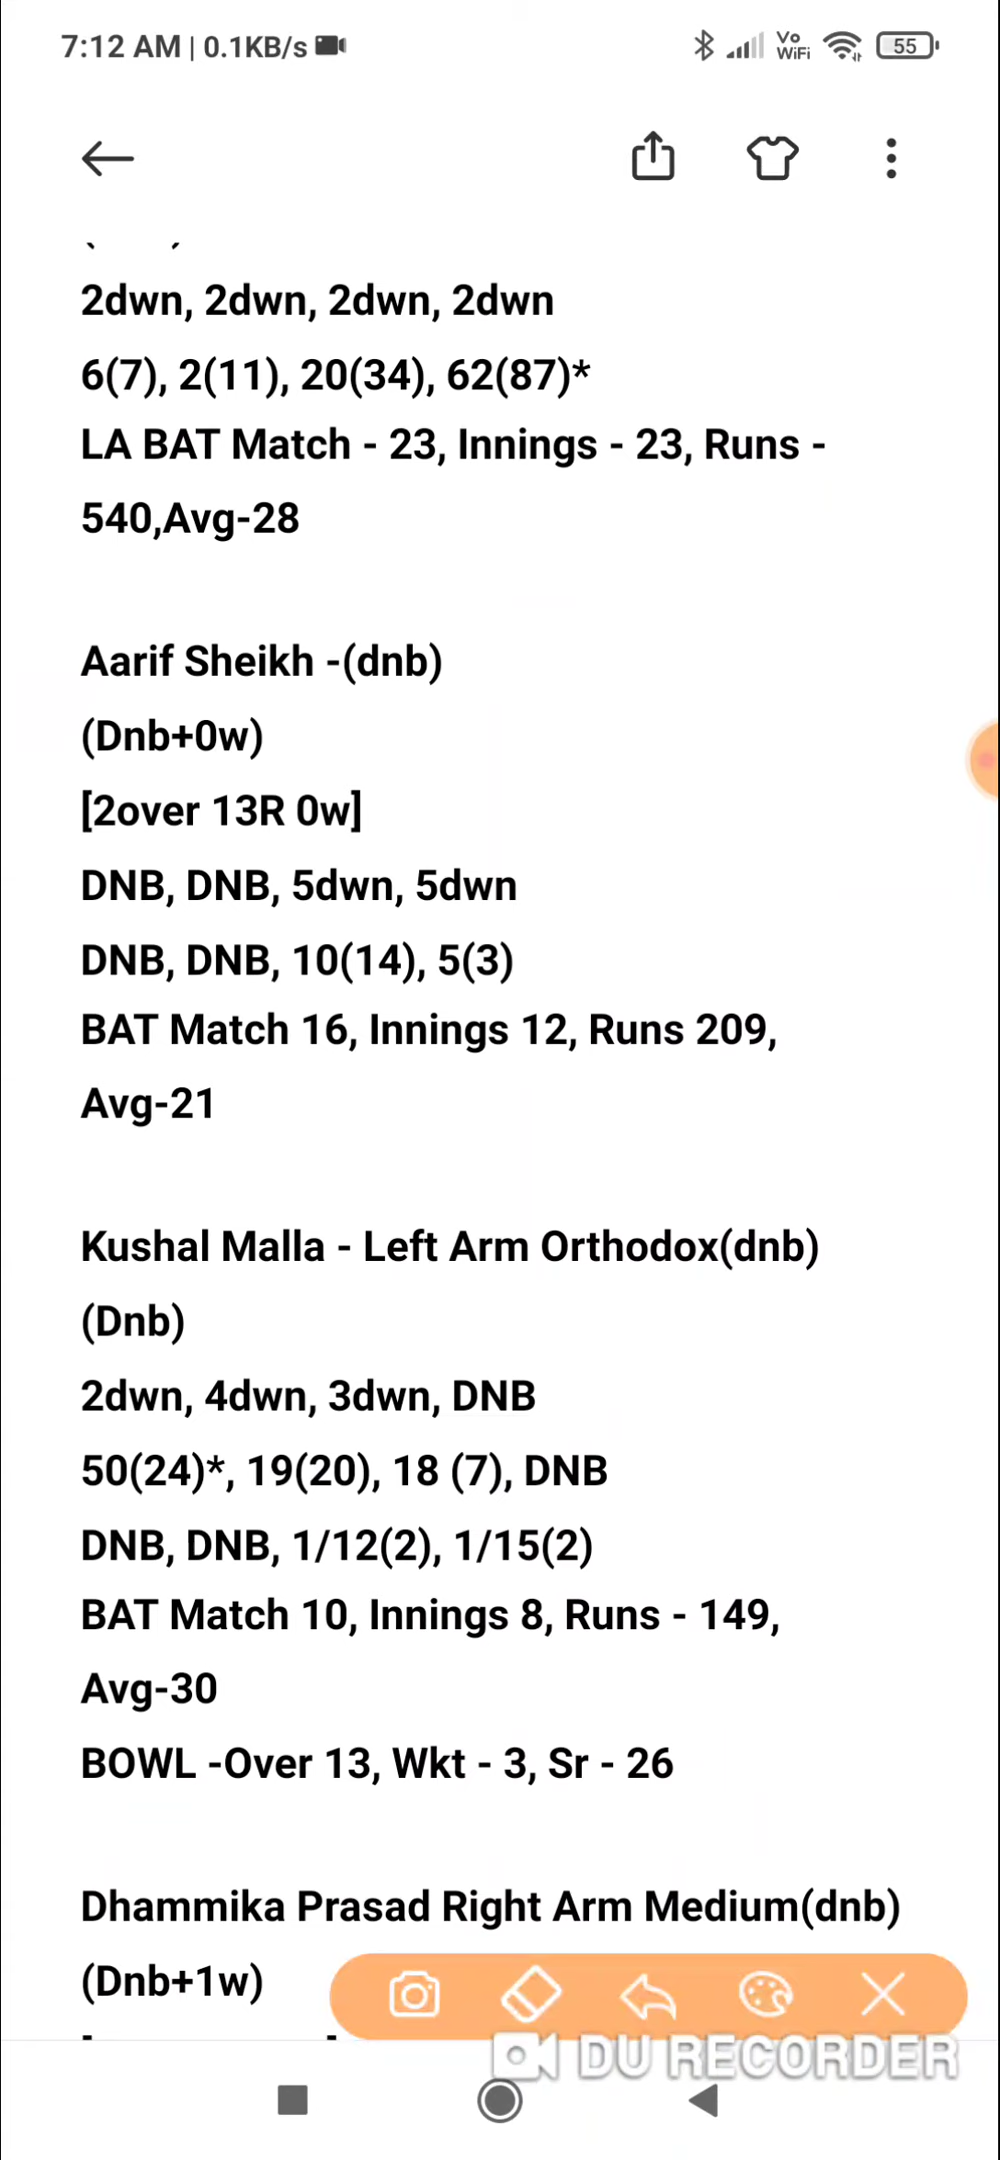 7:12 AM | 0.1KB/s
Vo WiFi
55
2dwn, 2dwn, 2dwn, 2dwn
6(7), 2(11), 20(34), 62(87)*
LA BAT Match - 23, Innings - 23, Runs -
540,Avg-28
Aarif Sheikh -(dnb)
(Dnb+0w)
[2over 13R 0w]
DNB, DNB, 5dwn, 5dwn
DNB, DNB, 10(14), 5(3)
BAT Match 16, Innings 12, Runs 209,
Avg-21
Kushal Malla - Left Arm Orthodox(dnb)
(Dnb)
2dwn, 4dwn, 3dwn, DNB
50(24)*, 19(20), 18 (7), DNB
DNB, DNB, 1/12(2), 1/15(2)
BAT Match 10, Innings 8, Runs - 149,
Avg-30
BOWL -Over 13, Wkt - 3, Sr - 26
Dhammika Prasad Right Arm Medium(dnb)
(Dnb+1w)
DU RECORDER